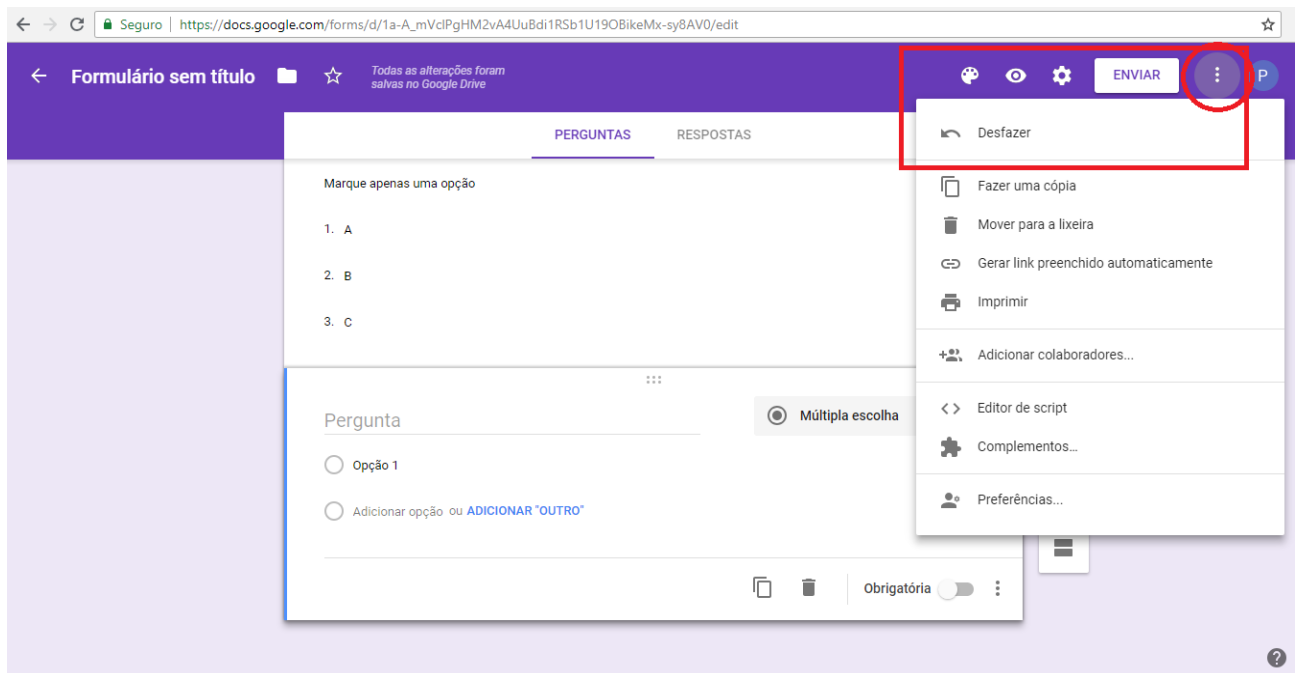 Seguro | https://docs.google.com/forms/d/1a-A_mVclPgHM2vA4UuBdi1RSb1U19OBikeMx-sy8AV0/edit
Formulário sem título
Todas as alterações foram
salvas no Google Drive
ENVIAR
P
PERGUNTAS RESPOSTAS
Marque apenas uma opção
1. A
2. B
3. C
Pergunta
Múltipla escolha
Opção 1
Adicionar opção ou ADICIONAR "OUTRO"
Obrigatória
Desfazer
Fazer uma cópia
Mover para a lixeira
Gerar link preenchido automaticamente
Imprimir
Adicionar colaboradores...
Editor de script
Complementos...
Preferências...